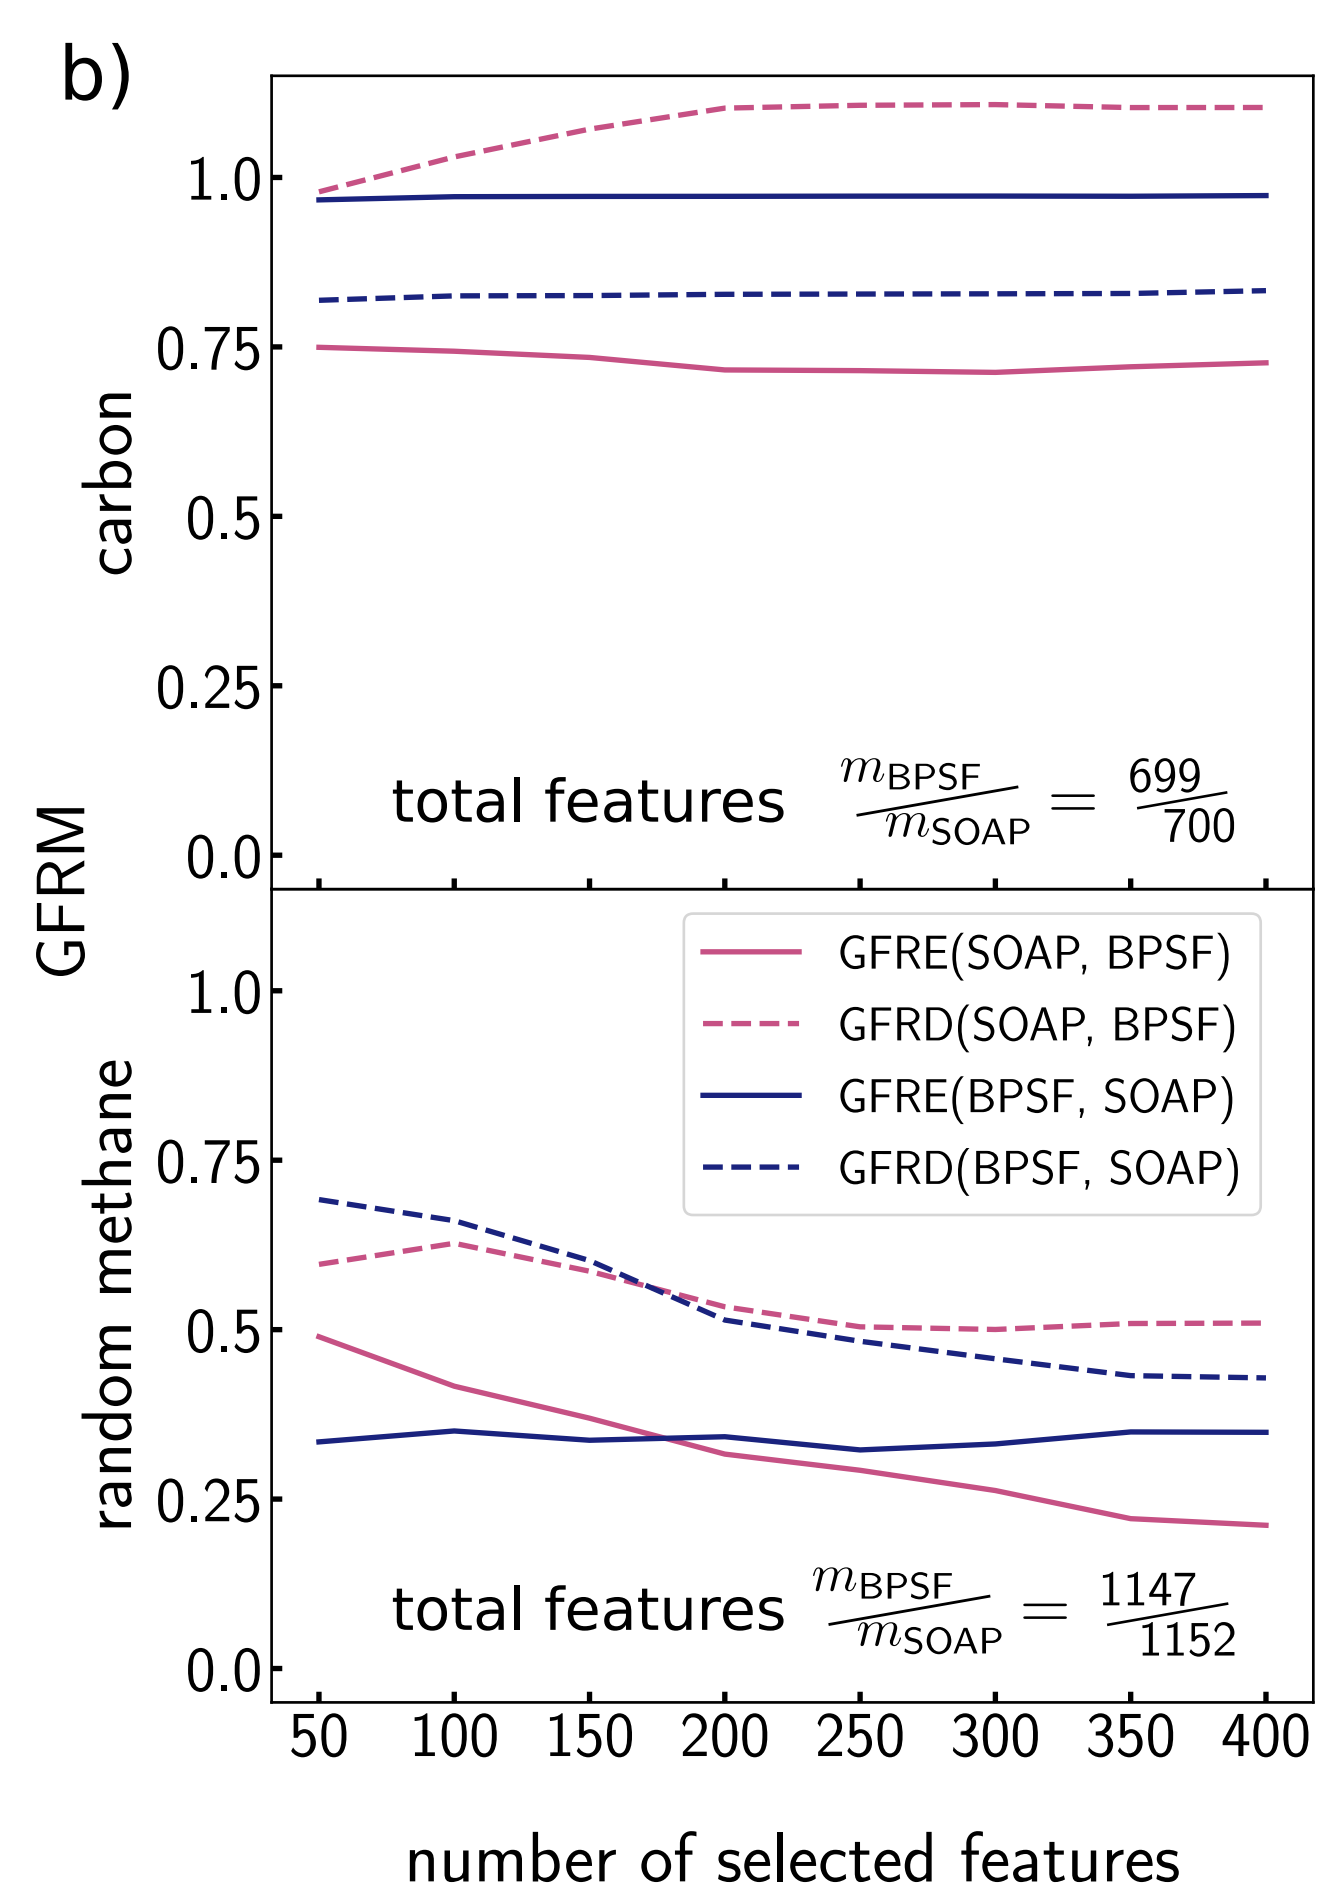 b)
GFRM
carbon
1.0
0.75
0.5
0.25
0.0
total features m_BPSF/m_SOAP = 699/700
random methane
1.0
0.75
0.5
0.25
0.0
GFRE(SOAP, BPSF)
GFRD(SOAP, BPSF)
GFRE(BPSF, SOAP)
GFRD(BPSF, SOAP)
total features m_BPSF/m_SOAP = 1147/1152
50 100 150 200 250 300 350 400
number of selected features